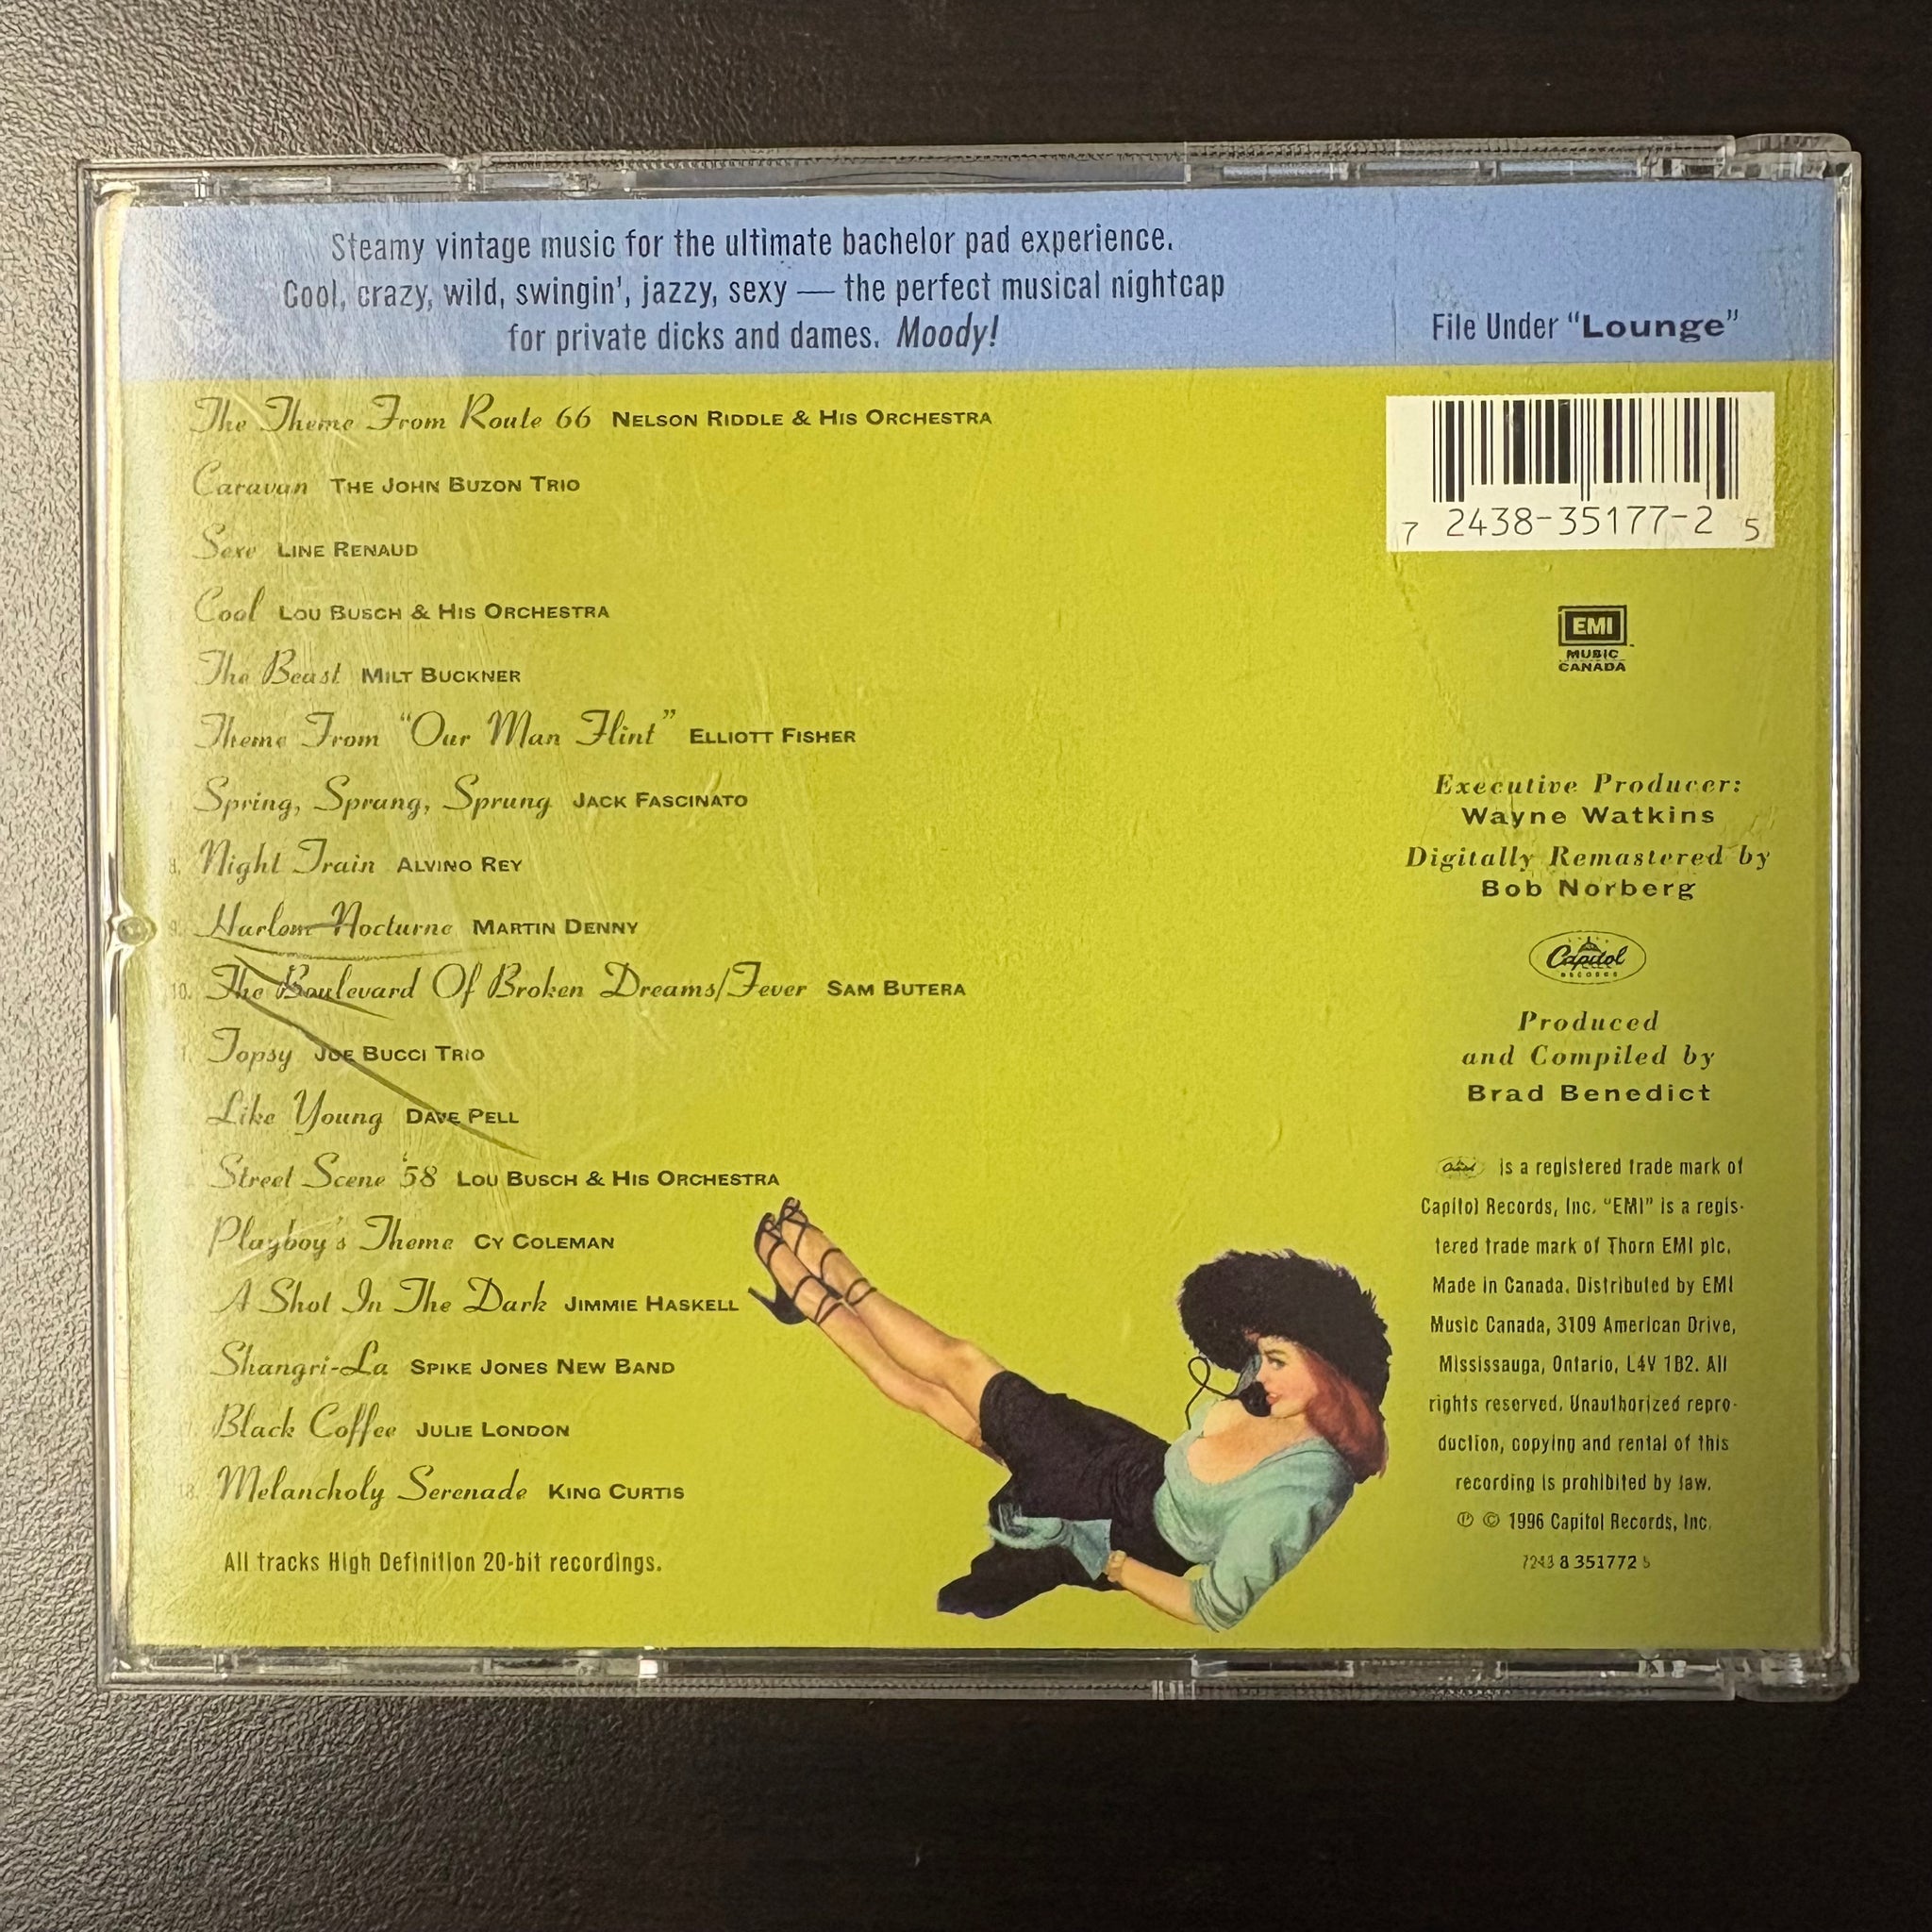 Steamy vintage music for the ultimate bachelor pad experience.
Cool, crazy, wild, swingin', jazzy, sexy — the perfect musical nightcap
for private dicks and dames. Moody!
File Under “Lounge”
The Theme From Route 66 NELSON RIDDLE & HIS ORCHESTRA
Caravan THE JOHN BUZON TRIO
Sexe LINE RENAUD
Cool LOU BUSCH & HIS ORCHESTRA
The Beast MILT BUCKNER
Theme From “Our Man Flint” ELLIOTT FISHER
Spring, Sprang, Sprung JACK FASCINATO
8. Night Train ALVINO REY
9. Harlem Nocturne MARTIN DENNY
10. The Boulevard Of Broken Dreams/Fever SAM BUTERA
Topsy JOE BUCCI TRIO
Like Young DAVE PELL
Street Scene '58 LOU BUSCH & HIS ORCHESTRA
Playboy's Theme CY COLEMAN
A Shot In The Dark JIMMIE HASKELL
Shangri-La SPIKE JONES NEW BAND
Black Coffee JULIE LONDON
18. Melancholy Serenade KING CURTIS
All tracks High Definition 20-bit recordings.
7 2438-35177-2 5
EMI
MUSIC
CANADA
Executive Producer:
Wayne Watkins
Digitally Remastered by
Bob Norberg
Capitol
RECORDS
Produced
and Compiled by
Brad Benedict
Capitol is a registered trade mark of
Capitol Records, Inc. “EMI” is a regis-
tered trade mark of Thorn EMI plc.
Made in Canada. Distributed by EMI
Music Canada, 3109 American Drive,
Mississauga, Ontario, L4V 1B2. All
rights reserved. Unauthorized repro-
duction, copying and rental of this
recording is prohibited by law.
℗ © 1996 Capitol Records, Inc.
7243 8 351772 5